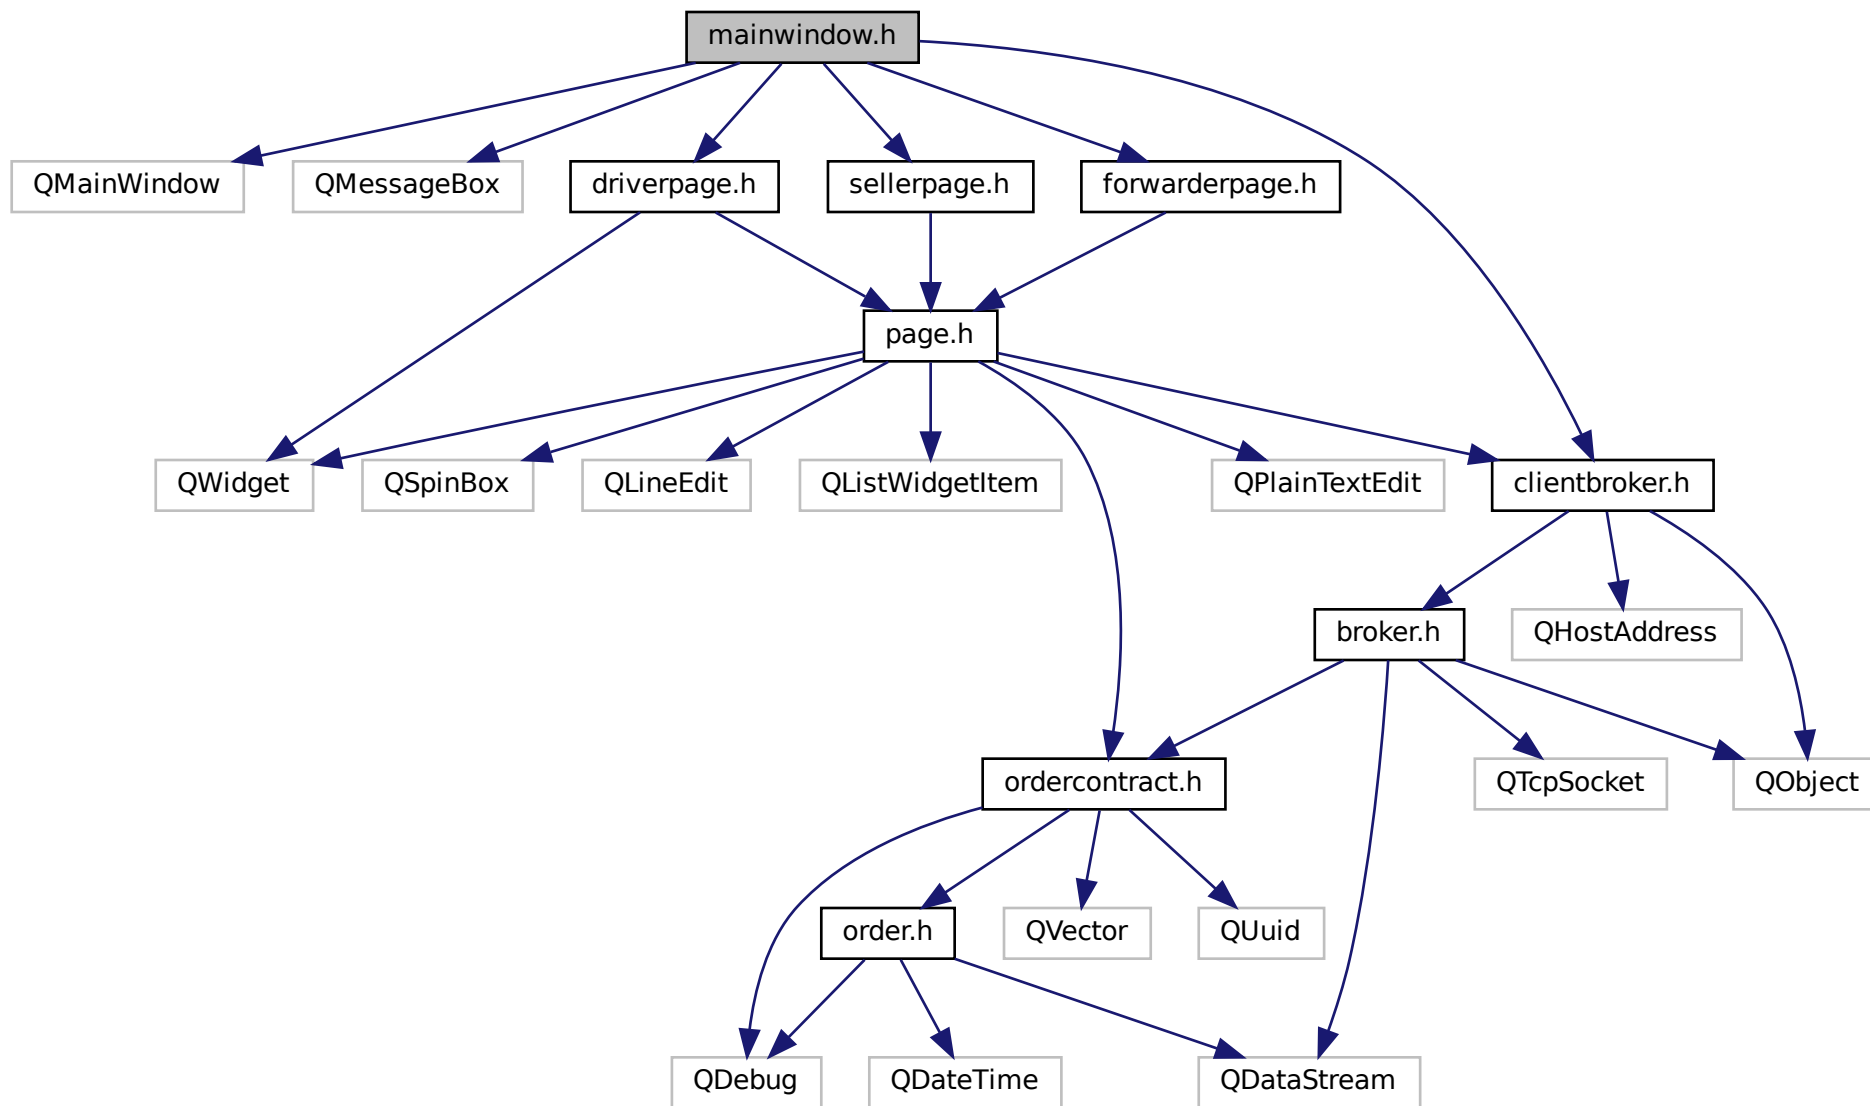 mainwindow.h
QMainWindow
QMessageBox
driverpage.h
sellerpage.h
forwarderpage.h
page.h
QWidget
QSpinBox
QLineEdit
QListWidgetItem
QPlainTextEdit
clientbroker.h
broker.h
QHostAddress
ordercontract.h
QTcpSocket
QObject
order.h
QVector
QUuid
QDebug
QDateTime
QDataStream